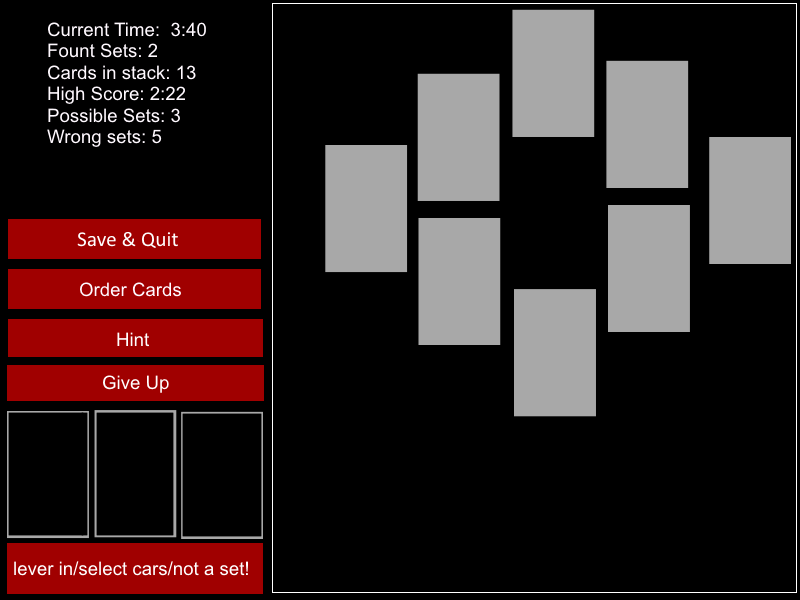 Current Time:  3:40
Fount Sets: 2
Cards in stack: 13
High Score: 2:22
Possible Sets: 3
Wrong sets: 5
Save & Quit
Order Cards
Hint
Give Up
lever in/select cars/not a set!